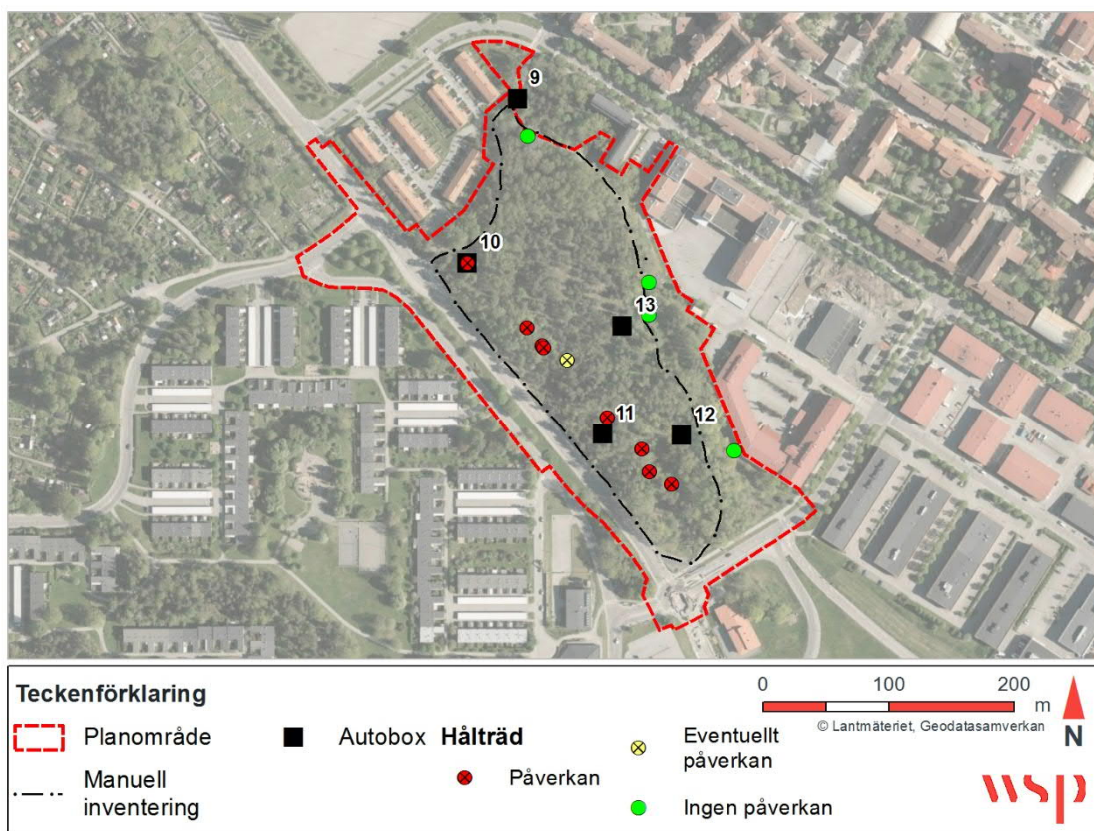 9
10
13
11
12
Teckenförklaring
Planområde
Manuell
inventering
Autobox
Hålträd
Påverkan
Eventuellt
påverkan
Ingen påverkan
0 100 200
m
© Lantmäteriet, Geodatasamverkan
N
wsp